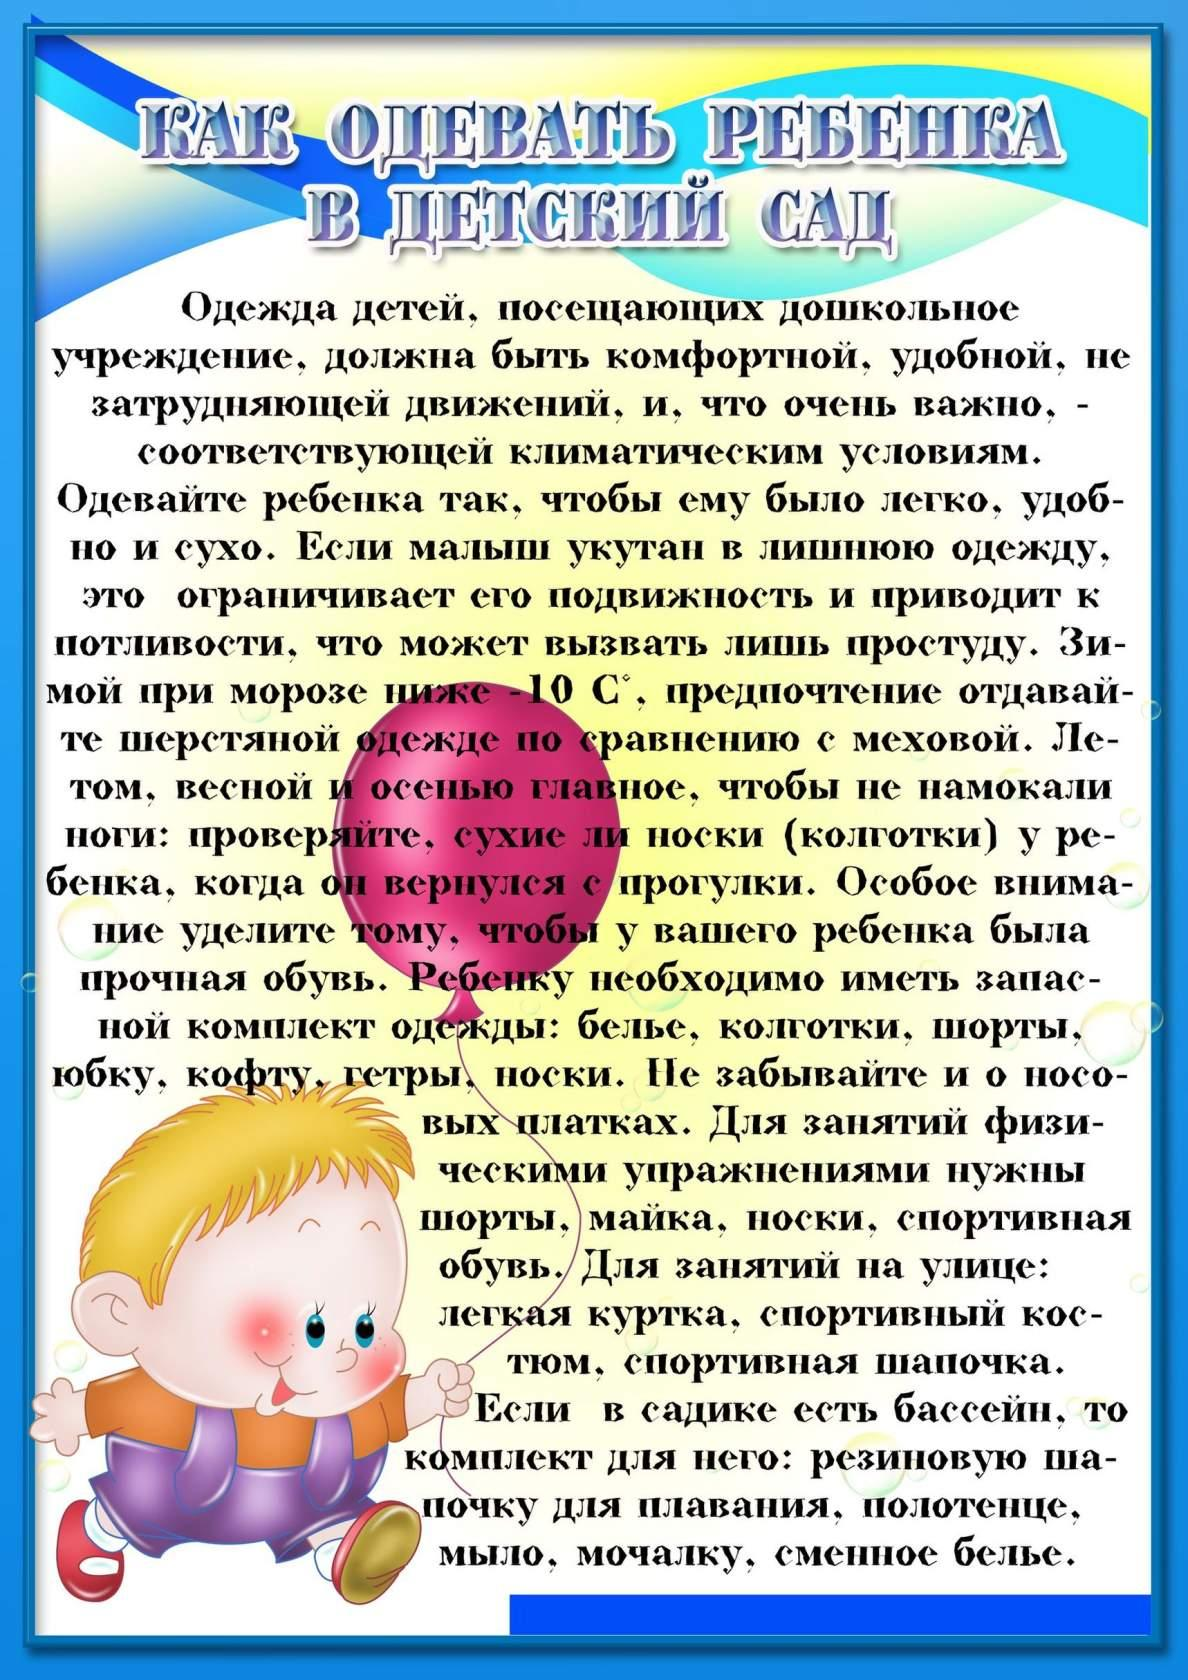 КАК ОДЕВАТЬ РЕБЕНКА
В ДЕТСКИЙ САД
Одежда детей, посещающих дошкольное
учреждение, должна быть комфортной, удобной, не
затрудняющей движений, и, что очень важно, -
соответствующей климатическим условиям.
Одевайте ребенка так, чтобы ему было легко, удоб-
но и сухо. Если малыш укутан в лишнюю одежду,
это ограничивает его подвижность и приводит к
потливости, что может вызвать лишь простуду. Зи-
мой при морозе ниже -10 С°, предпочтение отдавай-
те шерстяной одежде по сравнению с меховой. Ле-
том, весной и осенью главное, чтобы не намокали
ноги: проверяйте, сухие ли носки (колготки) у ре-
бенка, когда он вернулся с прогулки. Особое внима-
ние уделите тому, чтобы у вашего ребенка была
прочная обувь. Ребенку необходимо иметь запас-
ной комплект одежды: белье, колготки, шорты,
юбку, кофту, гетры, носки. Не забывайте и о носо-
вых платках. Для занятий физи-
ческими упражнениями нужны
шорты, майка, носки, спортивная
обувь. Для занятий на улице:
легкая куртка, спортивный кос-
тюм, спортивная шапочка.
Если в садике есть бассейн, то
комплект для него: резиновую ша-
почку для плавания, полотенце,
мыло, мочалку, сменное белье.